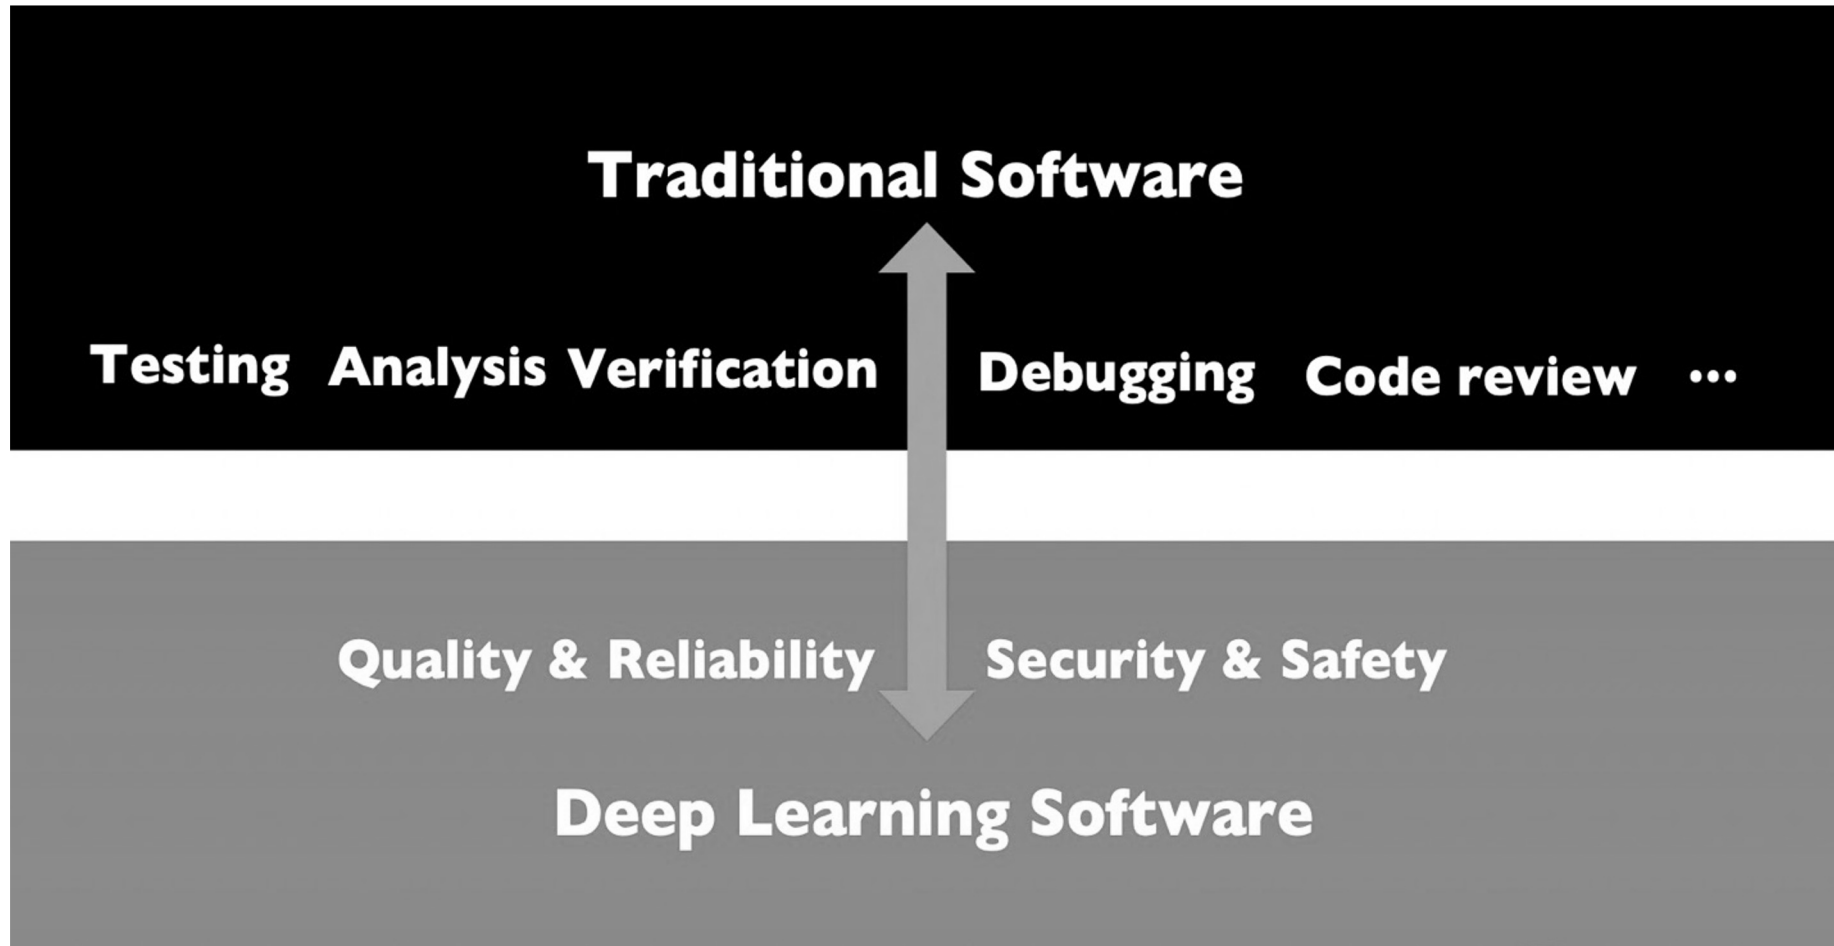 Traditional Software
Testing Analysis Verification Debugging Code review ...
Quality & Reliability Security & Safety
Deep Learning Software